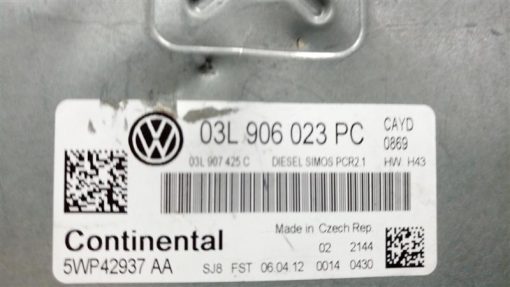 03L 906 023 PC CAYD
0869
03L 907 425 C DIESEL SIMOS PCR2.1 HW H43
Made in Czech Rep.
Continental 02 2144
5WP42937 AA SJ8 FST 06.04.12 0014 0430